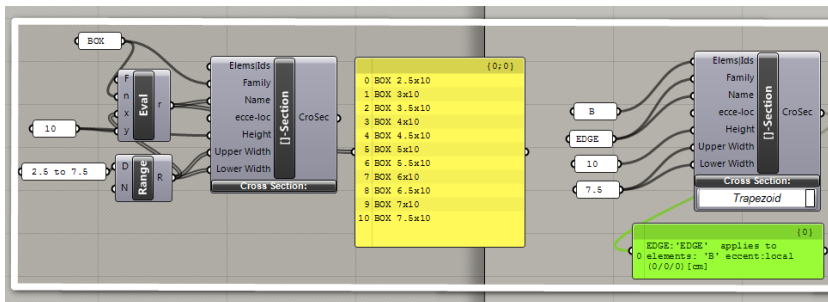 BOX
10
2.5 to 7.5
F
n
x
y
Eval
r
D
N
Range
R
Elems|Ids
Family
Name
ecce-loc
Height
Upper Width
Lower Width
[]-Section
CroSec
Cross Section:
{0;0}
0 BOX 2.5x10
1 BOX 3x10
2 BOX 3.5x10
3 BOX 4x10
4 BOX 4.5x10
5 BOX 5x10
6 BOX 5.5x10
7 BOX 6x10
8 BOX 6.5x10
9 BOX 7x10
10 BOX 7.5x10
B
EDGE
10
7.5
Elems|Ids
Family
Name
ecce-loc
Height
Upper Width
Lower Width
[]-Section
CroSec
Cross Section:
Trapezoid
{0}
EDGE:'EDGE' applies to
0 elements: 'B' eccent:local
(0/0/0)[cm]